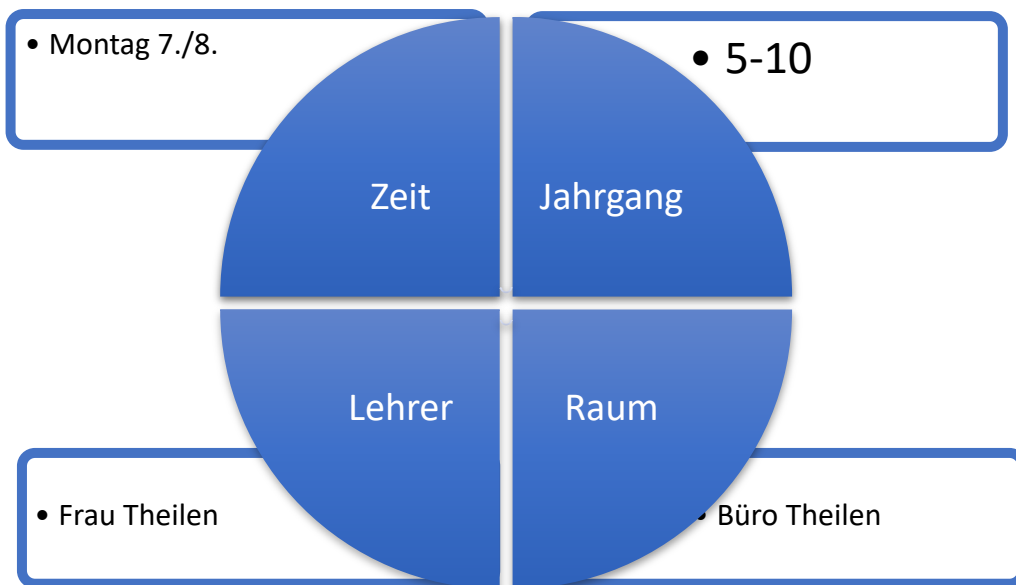 • Montag 7./8.
• 5-10
Zeit
Jahrgang
Lehrer
Raum
• Frau Theilen
• Büro Theilen